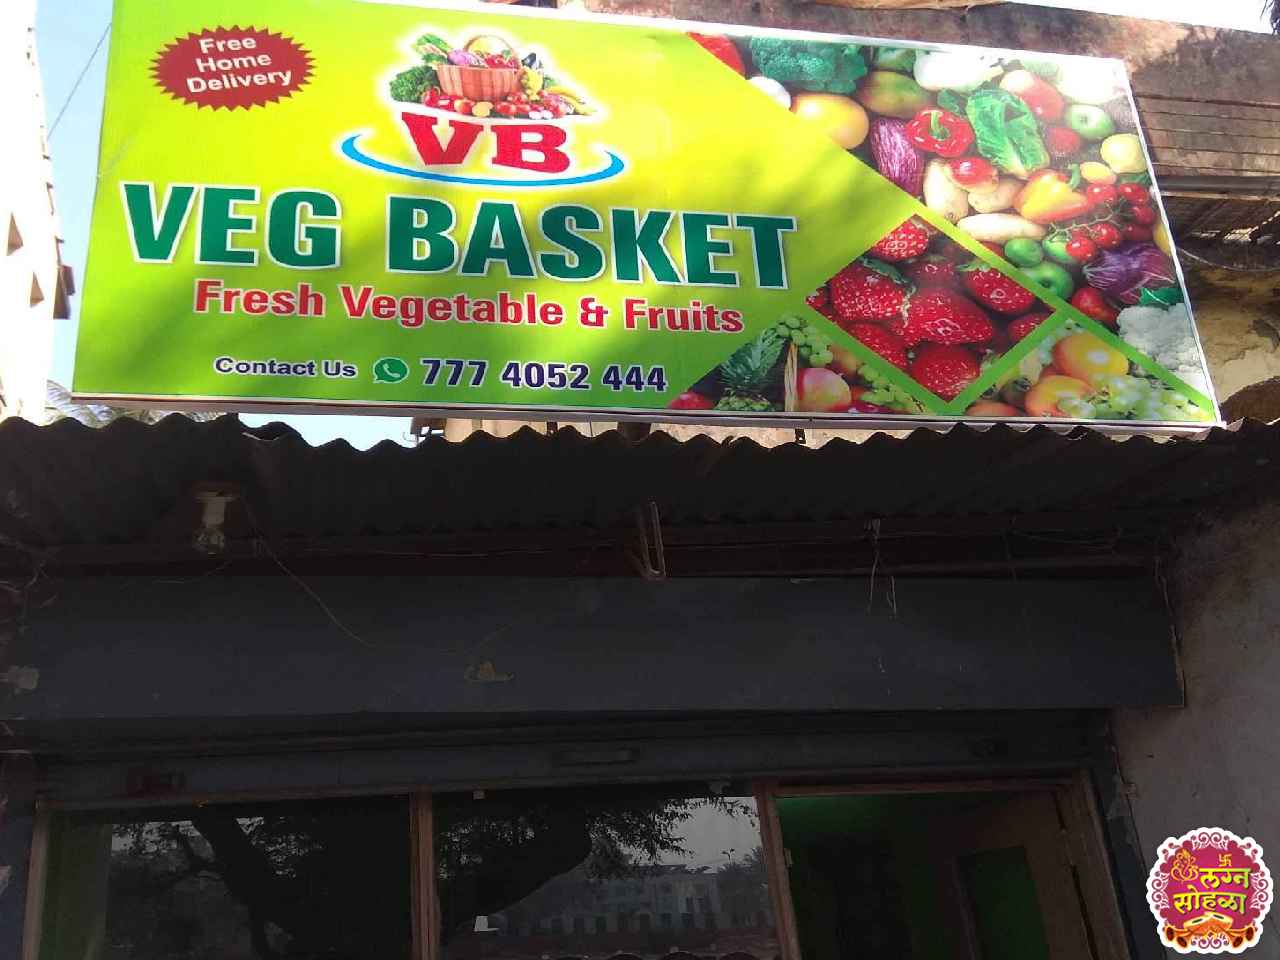 Free
Home
Delivery
VB
VEG BASKET
Fresh Vegetable & Fruits
Contact Us 777 4052 444
लग्न
सोहळा